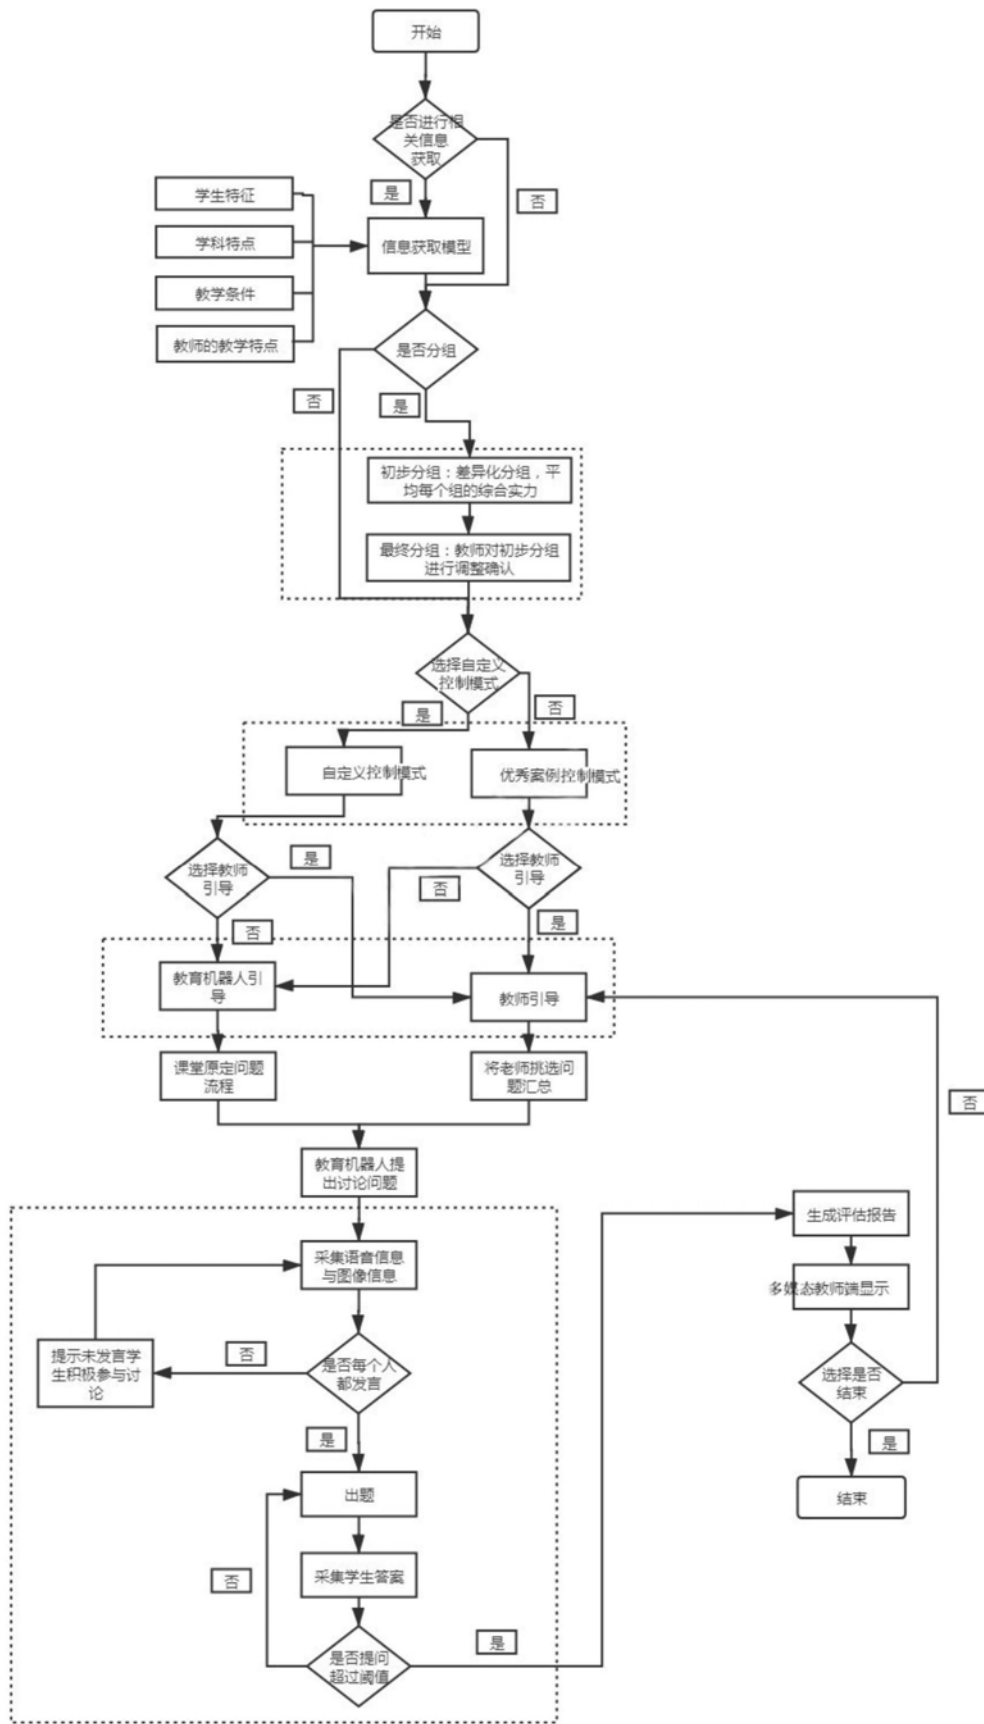 开始
是否进行相
关信息
获取
是
否
学生特征
学科特点
教学条件
教师的教学特点
信息获取模型
是否分组
否
是
初步分组：差异化分组，平
均每个组的综合实力
最终分组：教师对初步分组
进行调整确认
选择自定义
控制模式
是
否
自定义控制模式
优秀案例控制模式
选择教师
引导
是
否
选择教师
引导
否
是
教育机器人引
导
教师引导
课堂原定问题
流程
将老师挑选问
题汇总
否
教育机器人提
出讨论问题
采集语音信息
与图像信息
生成评估报告
多媒态教师端显示
提示未发言学
生积极参与讨
论
否
是否每个人
都发言
选择是否
结束
是
是
出题
结束
采集学生答案
否
是否提问
超过阈值
是